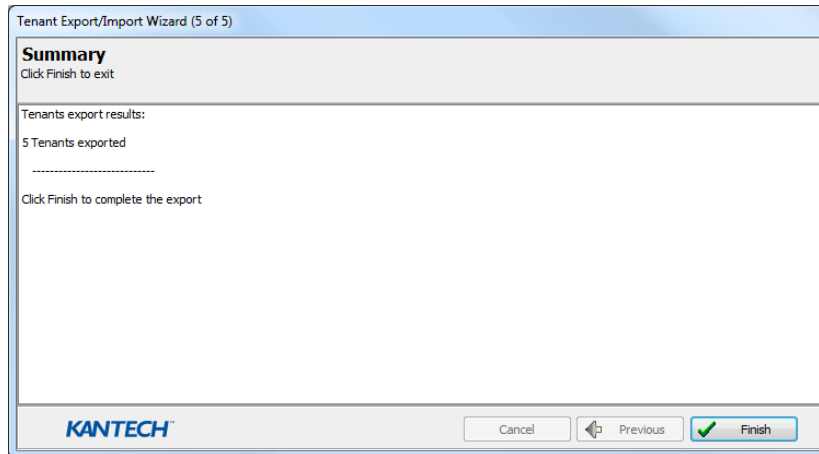 Tenant Export/Import Wizard (5 of 5)
Summary
Click Finish to exit
Tenants export results:
5 Tenants exported
----------------------------
Click Finish to complete the export
KANTECH™
Cancel
Previous
Finish